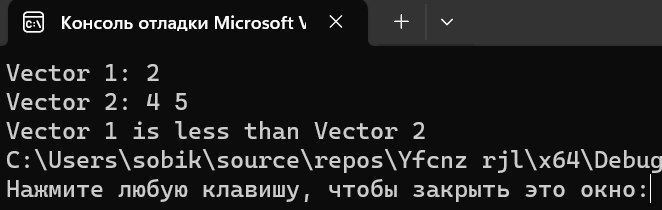 Консоль отладки Microsoft V
Vector 1: 2
Vector 2: 4 5
Vector 1 is less than Vector 2
C:\Users\sobik\source\repos\Yfcnz rjl\x64\Debug
Нажмите любую клавишу, чтобы закрыть это окно: